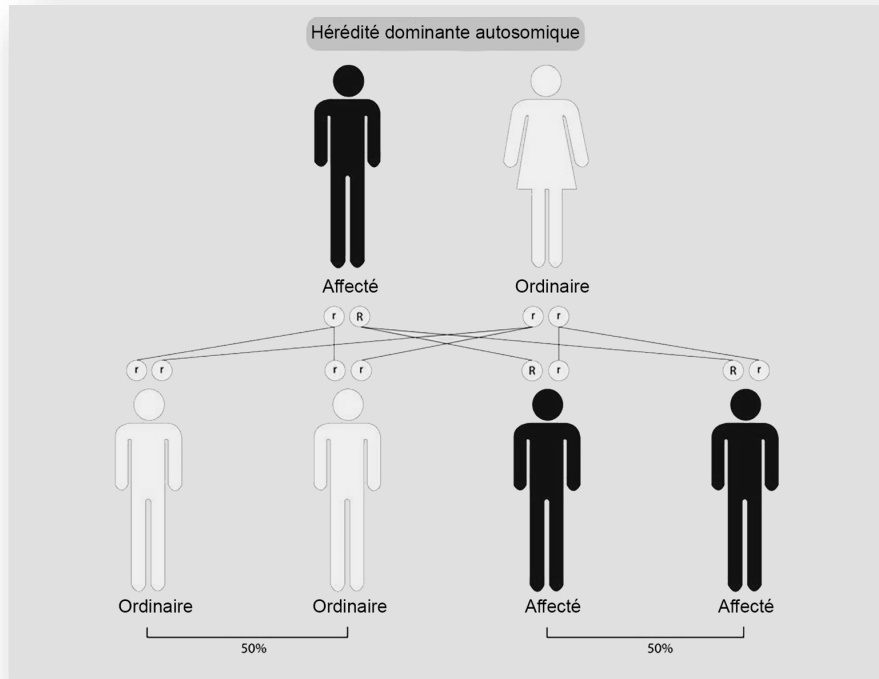 Hérédité dominante autosomique
Affecté Ordinaire
r R r r
r r r r R r R r
Ordinaire Ordinaire Affecté Affecté
50% 50%